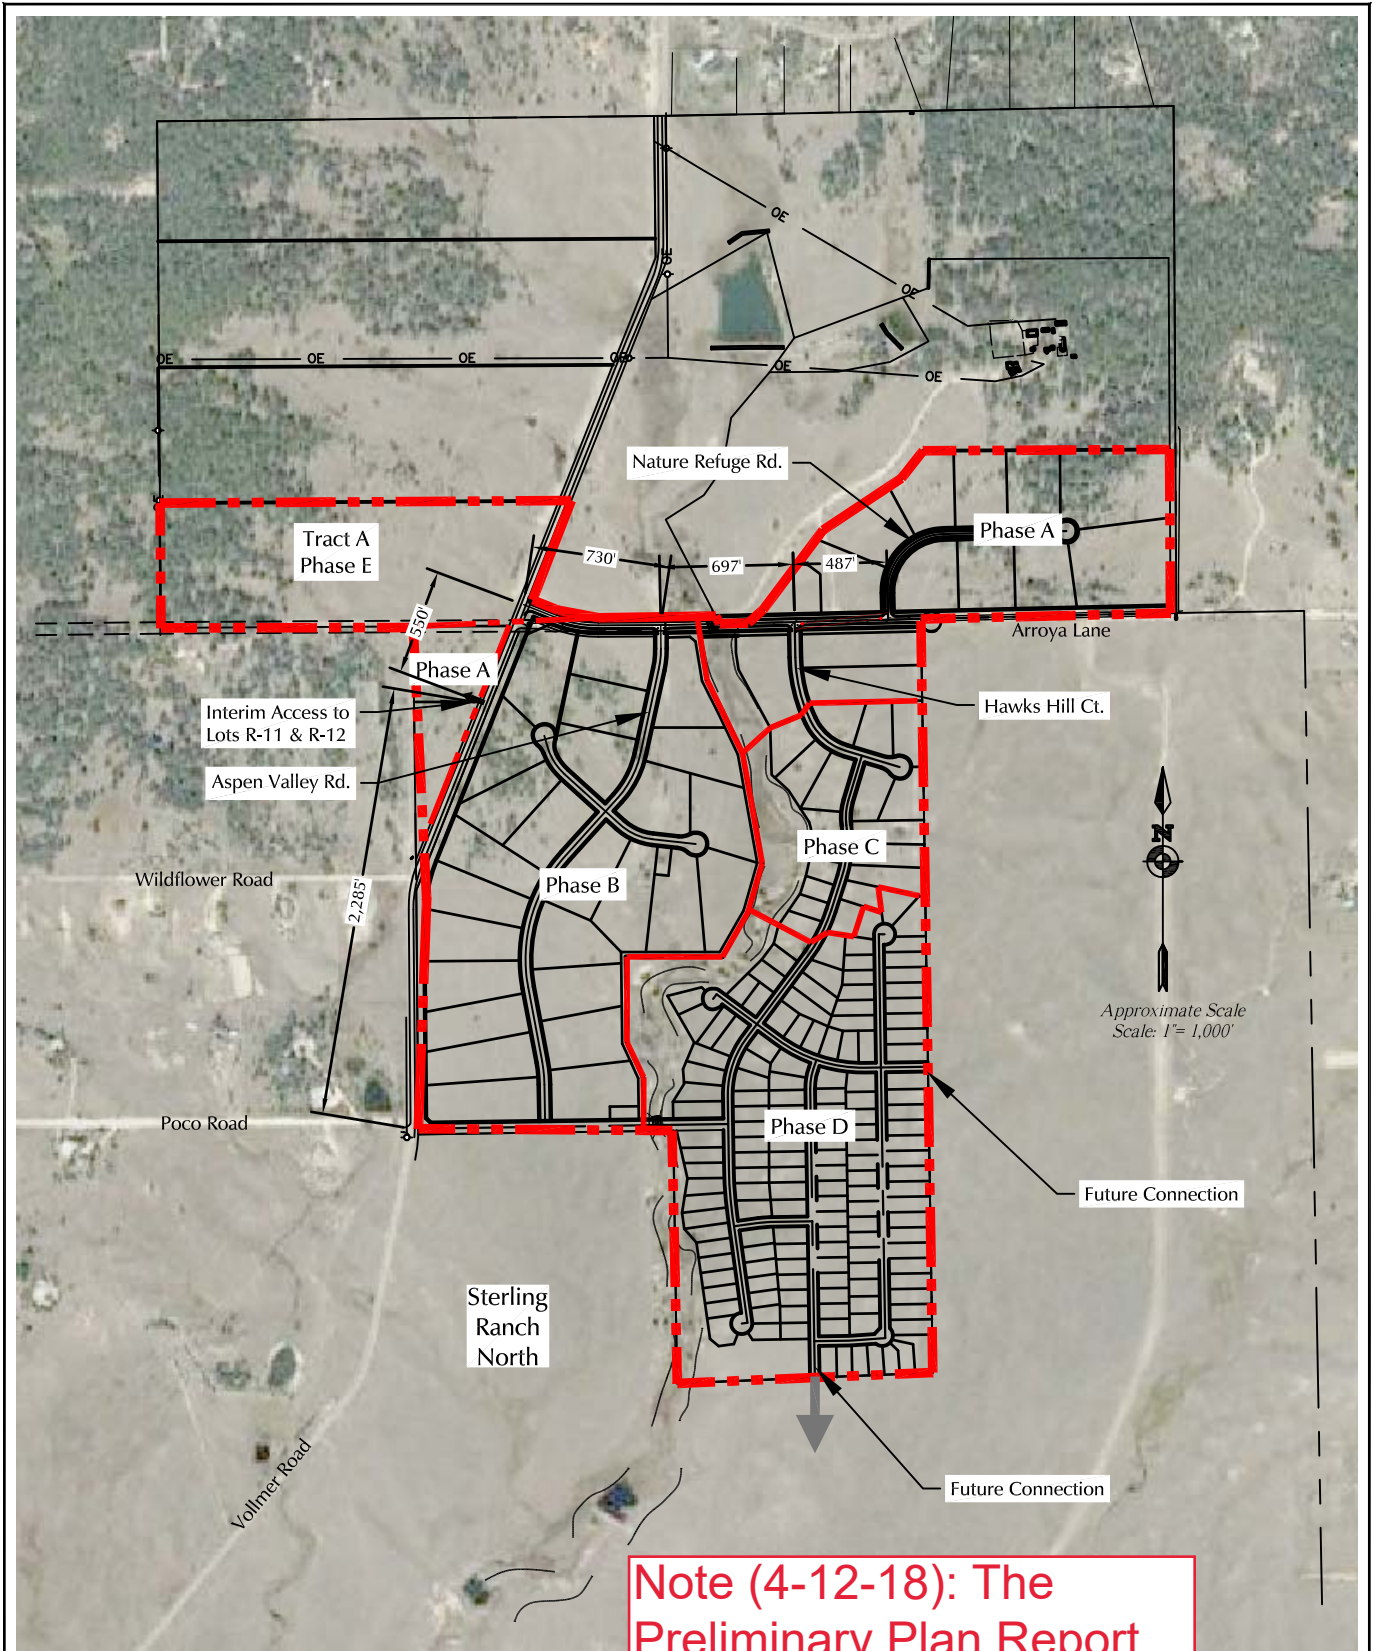 OE
OE
OE
OE
OE
OE
OE
OE
OE
OE
Nature Refuge Rd.
Phase A
Tract A
Phase E
730'
697'
487'
550'
Arroya Lane
Phase A
Interim Access to
Lots R-11 & R-12
Hawks Hill Ct.
Aspen Valley Rd.
Phase C
N
Wildflower Road
Phase B
2,285'
Approximate Scale
Scale: 1"= 1,000'
Poco Road
Phase D
Future Connection
Sterling
Ranch
North
Vollmer Road
Future Connection
Note (4-12-18): The
Preliminary Plan Report